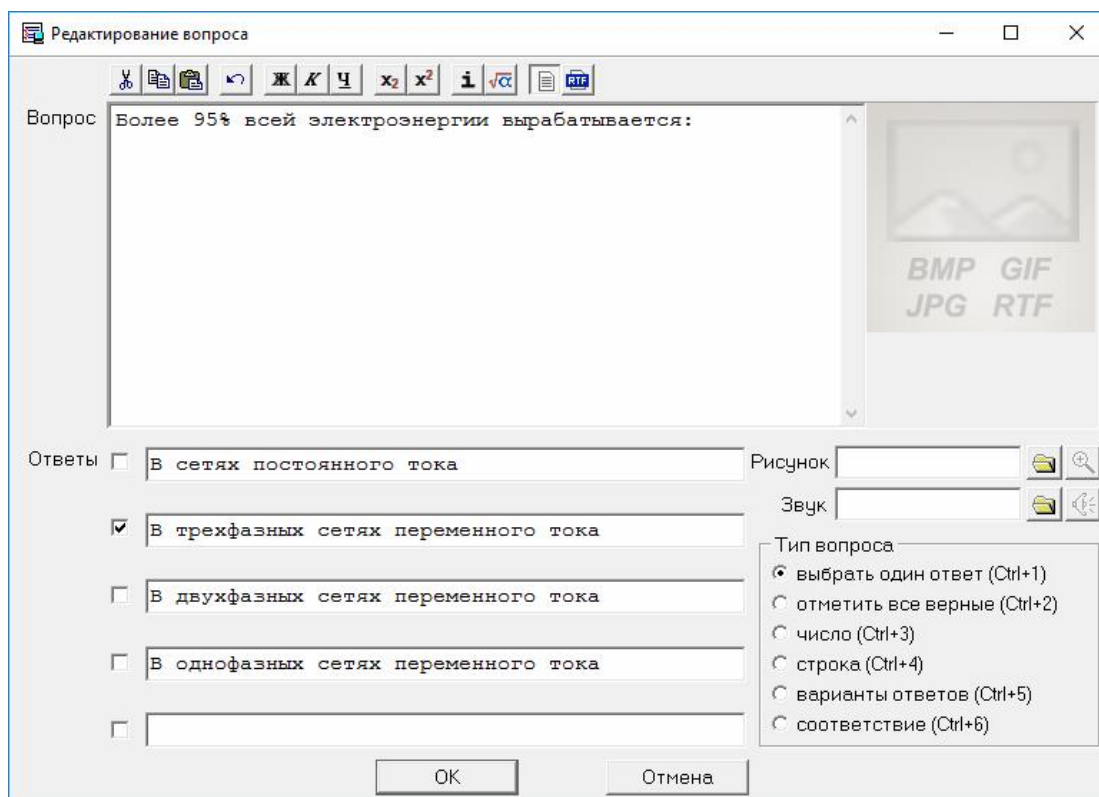 Редактирование вопроса
Ж К Ч x₂ x² i √α RTF
Вопрос
Более 95% всей электроэнергии вырабатывается:
BMP GIF
JPG RTF
Ответы
В сетях постоянного тока
В трехфазных сетях переменного тока
В двухфазных сетях переменного тока
В однофазных сетях переменного тока
Рисунок
Звук
Тип вопроса
выбрать один ответ (Ctrl+1)
отметить все верные (Ctrl+2)
число (Ctrl+3)
строка (Ctrl+4)
варианты ответов (Ctrl+5)
соответствие (Ctrl+6)
OK Отмена